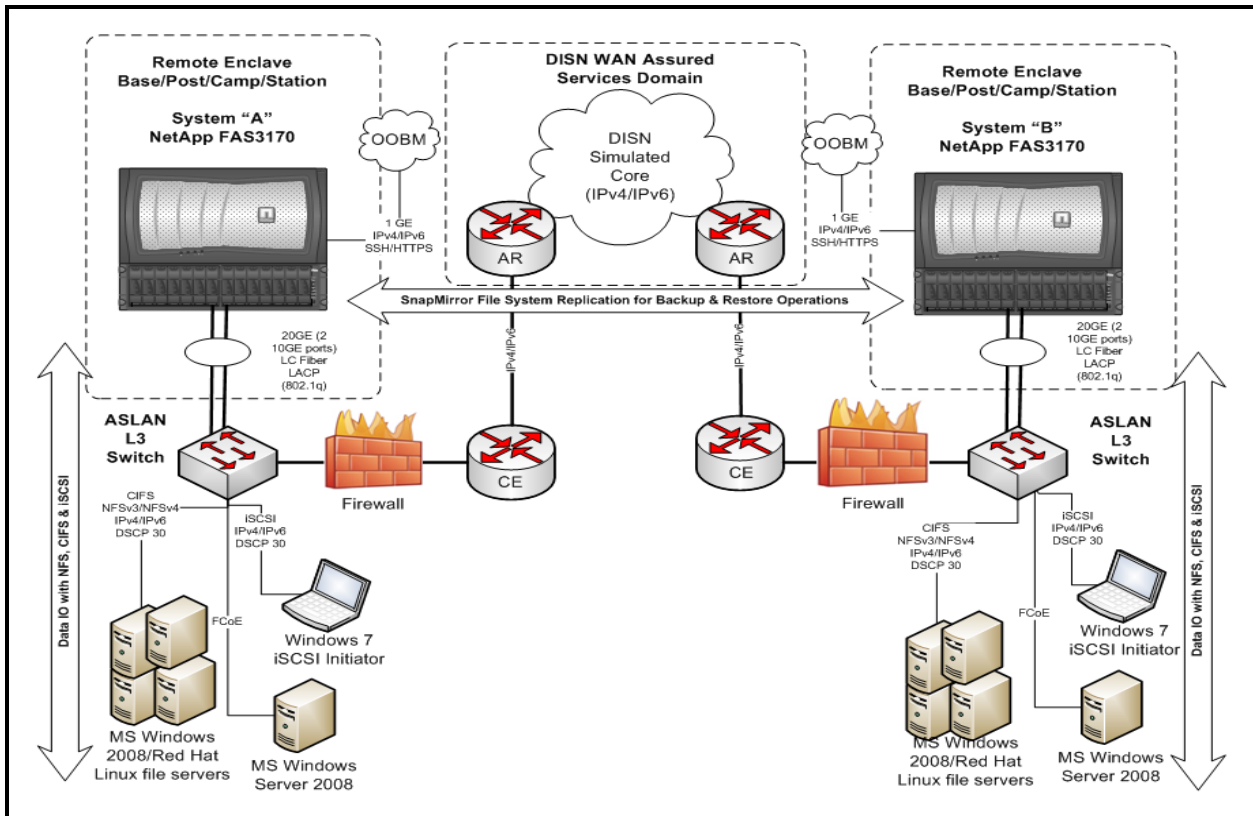 Remote Enclave
Base/Post/Camp/Station
System “A”
NetApp FAS3170
OOBM
1 GE
IPv4/IPv6
SSH/HTTPS
DISN WAN Assured
Services Domain
DISN
Simulated
Core
(IPv4/IPv6)
AR
AR
OOBM
1 GE
IPv4/IPv6
SSH/HTTPS
Remote Enclave
Base/Post/Camp/Station
System “B”
NetApp FAS3170
SnapMirror File System Replication for Backup & Restore Operations
20GE (2
10GE ports)
LC Fiber
LACP
(802.1q)
IPv4/IPv6
IPv4/IPv6
20GE (2
10GE ports)
LC Fiber
LACP
(802.1q)
Data IO with NFS, CIFS & iSCSI
ASLAN
L3
Switch
Firewall
CE
CE
Firewall
ASLAN
L3
Switch
Data IO with NFS, CIFS & iSCSI
CIFS
NFSv3/NFSv4
IPv4/IPv6
DSCP 30
iSCSI
IPv4/IPv6
DSCP 30
FCoE
Windows 7
iSCSI Initiator
MS Windows
2008/Red Hat
Linux file servers
MS Windows
Server 2008
CIFS
NFSv3/NFSv4
IPv4/IPv6
DSCP 30
iSCSI
IPv4/IPv6
DSCP 30
FCoE
Windows 7
iSCSI Initiator
MS Windows
2008/Red Hat
Linux file servers
MS Windows
Server 2008